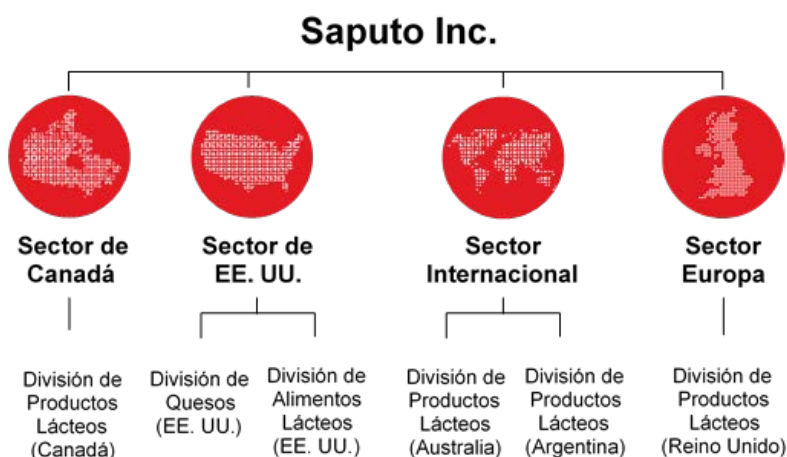 Saputo Inc.
Sector de
Canadá
Sector de
EE. UU.
Sector
Internacional
Sector
Europa
División de
Productos
Lácteos
(Canadá)
División de
Quesos
(EE. UU.)
División de
Alimentos
Lácteos
(EE. UU.)
División de
Productos
Lácteos
(Australia)
División de
Productos
Lácteos
(Argentina)
División de
Productos
Lácteos
(Reino Unido)